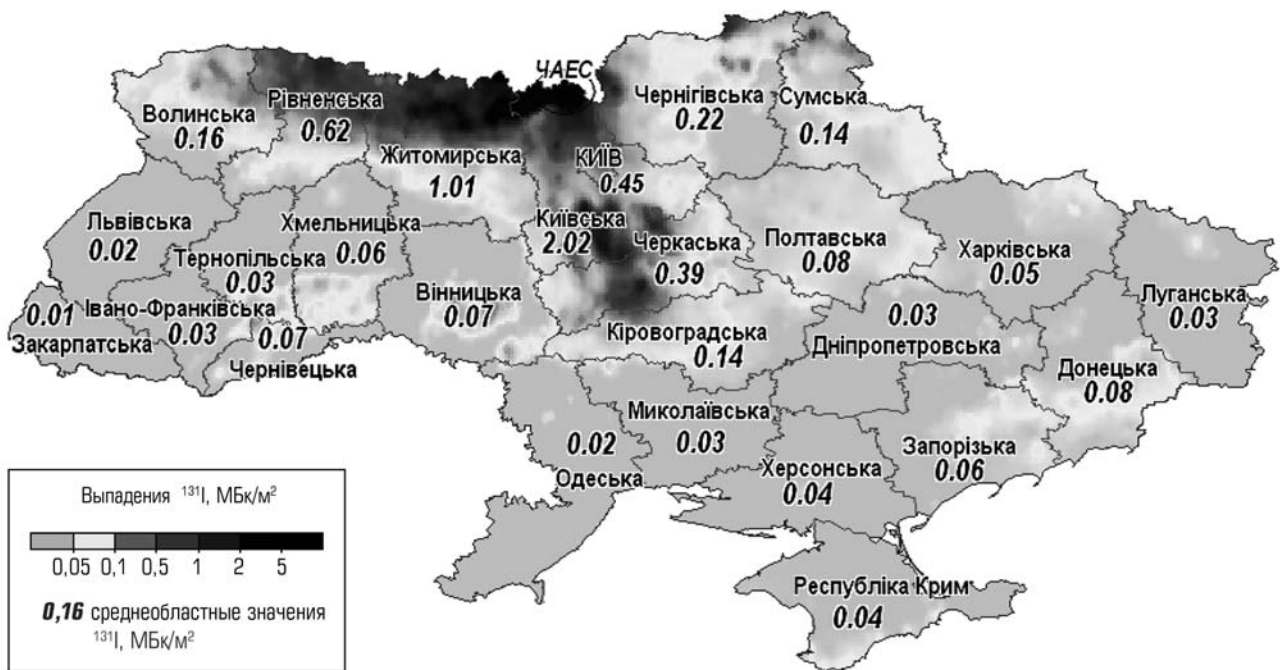 ЧАЕС
Волинська
0.16
Рівненська
0.62
Житомирська
1.01
КИЇВ
0.45
Чернігівська
0.22
Сумська
0.14
Львівська
0.02
Тернопільська
0.03
Хмельницька
0.06
Київська
2.02
Черкаська
0.39
Полтавська
0.08
Харківська
0.05
Луганська
0.03
0.01
Закарпатська
Івано-Франківська
0.03
0.07
Чернівецька
Вінницька
0.07
Кіровоградська
0.14
0.03
Дніпропетровська
Донецька
0.08
0.02
Одеська
Миколаївська
0.03
Херсонська
0.04
Запорізька
0.06
Республіка Крим
0.04
Выпадения ¹³¹I, МБк/м²
0,05 0,1 0,5 1 2 5
0,16 среднеобластные значения
¹³¹I, МБк/м²